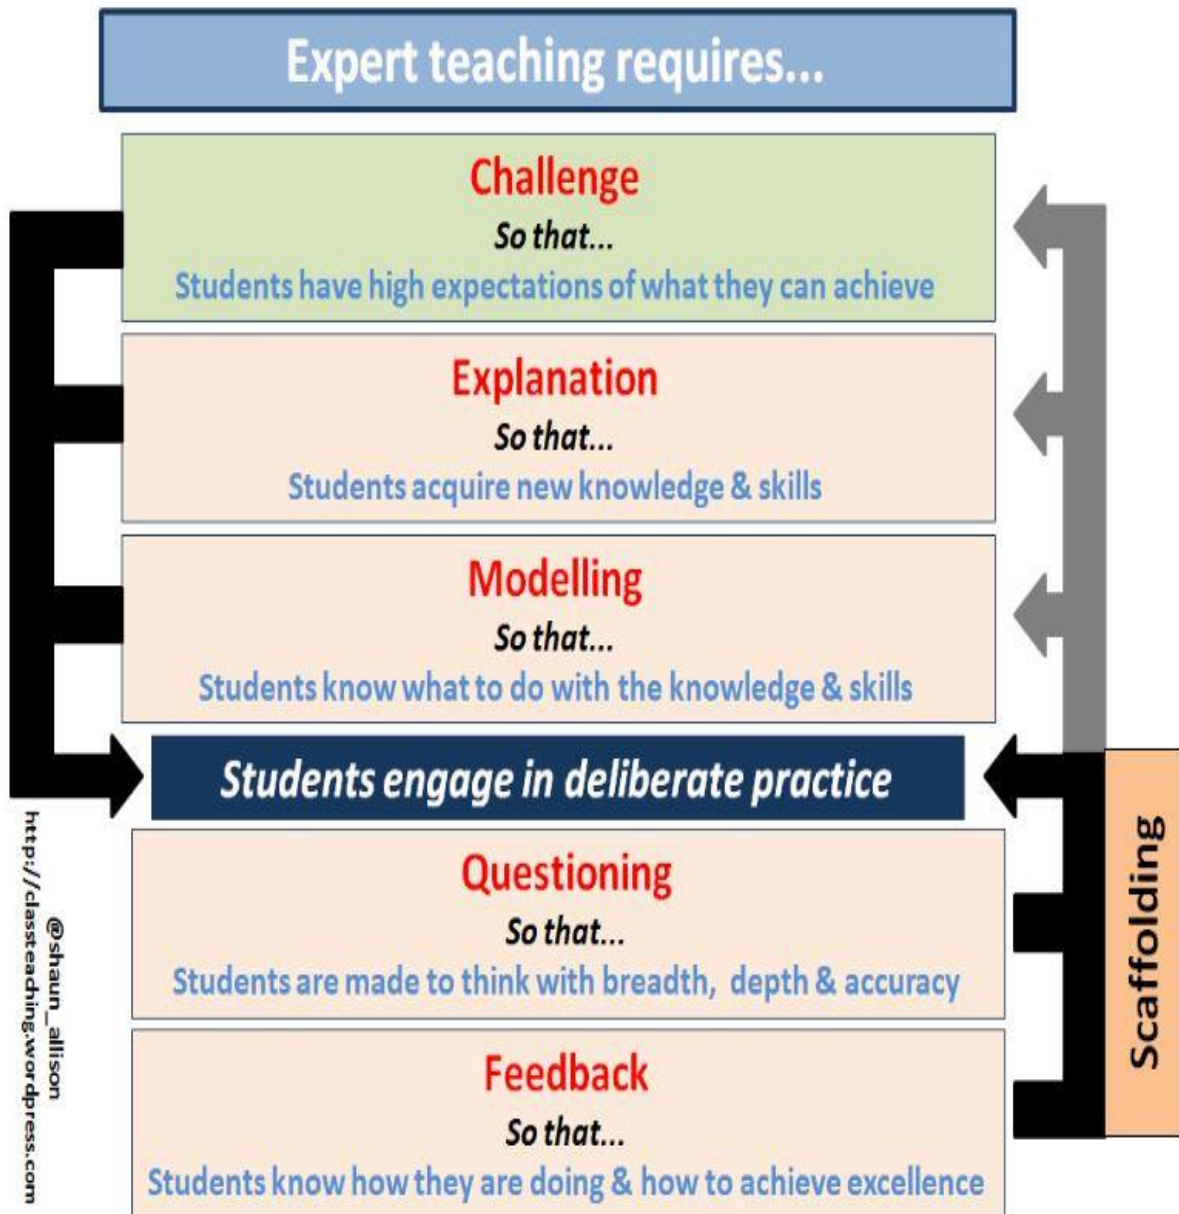 Expert teaching requires...
Challenge
So that...
Students have high expectations of what they can achieve
Explanation
So that...
Students acquire new knowledge & skills
Modelling
So that...
Students know what to do with the knowledge & skills
Students engage in deliberate practice
Questioning
So that...
Students are made to think with breadth, depth & accuracy
Feedback
So that...
Students know how they are doing & how to achieve excellence
Scaffolding
@shaun_allison
http://classteaching.wordpress.com